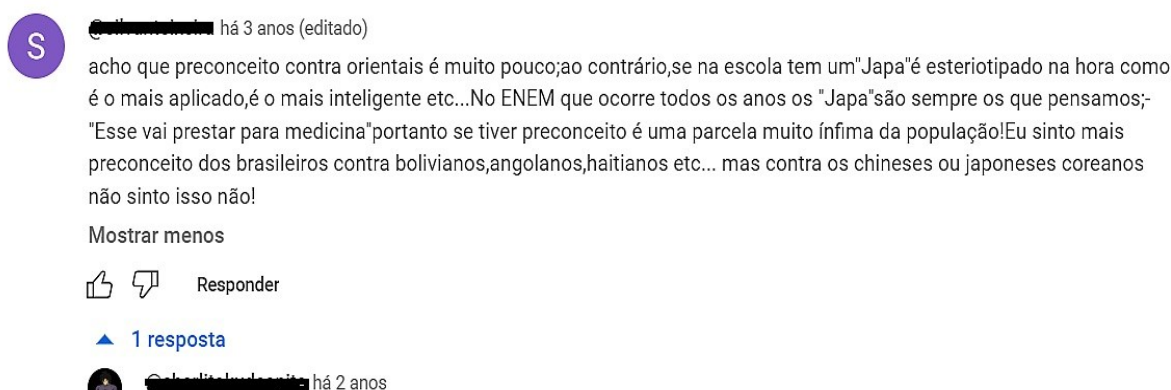 há 3 anos (editado)
acho que preconceito contra orientais é muito pouco;ao contrário,se na escola tem um"Japa"é esteriotipado na hora como
é o mais aplicado,é o mais inteligente etc...No ENEM que ocorre todos os anos os "Japa"são sempre os que pensamos;-
"Esse vai prestar para medicina"portanto se tiver preconceito é uma parcela muito ínfima da população!Eu sinto mais
preconceito dos brasileiros contra bolivianos,angolanos,haitianos etc... mas contra os chineses ou japoneses coreanos
não sinto isso não!
Mostrar menos
Responder
1 resposta
há 2 anos
S